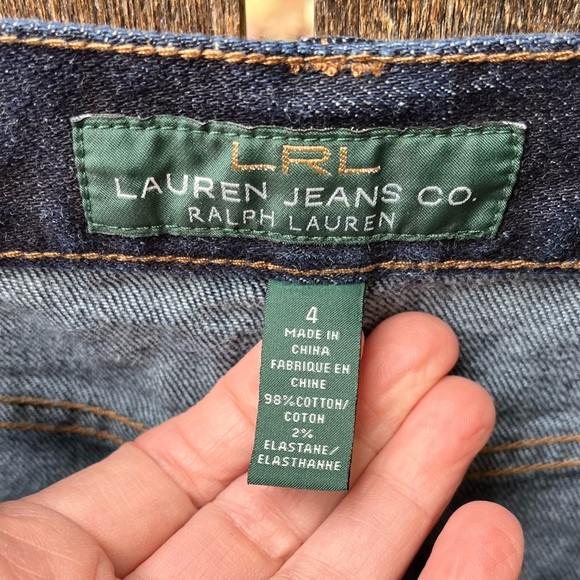 LRL
LAUREN JEANS CO.
RALPH LAUREN
4
MADE IN
CHINA
FABRIQUE EN
CHINE
98%COTTON/
COTON
2%
ELASTANE/
ELASTHANNE